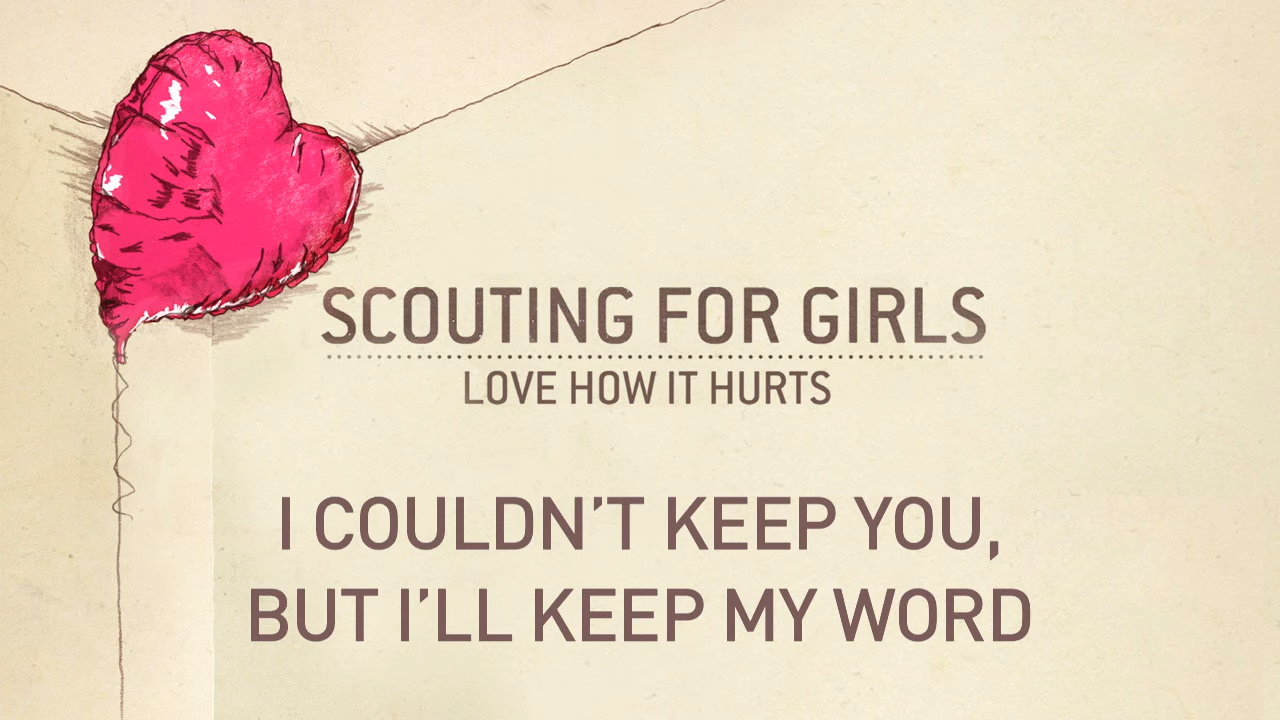 SCOUTING FOR GIRLS
LOVE HOW IT HURTS
I COULDN’T KEEP YOU,
BUT I’LL KEEP MY WORD